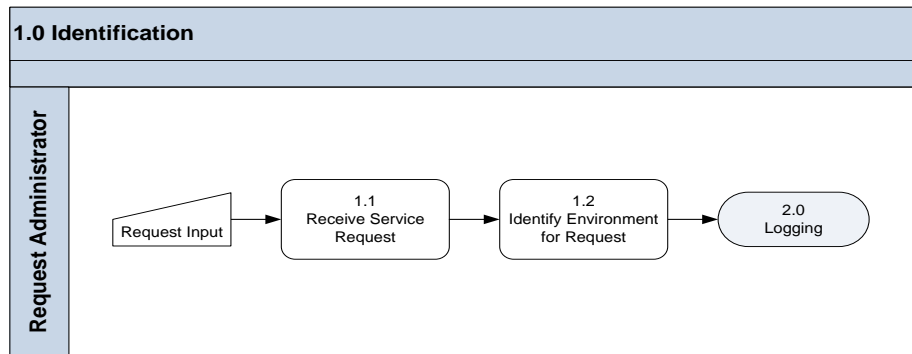 1.0 Identification
Request Administrator
Request Input
1.1
Receive Service
Request
1.2
Identify Environment
for Request
2.0
Logging